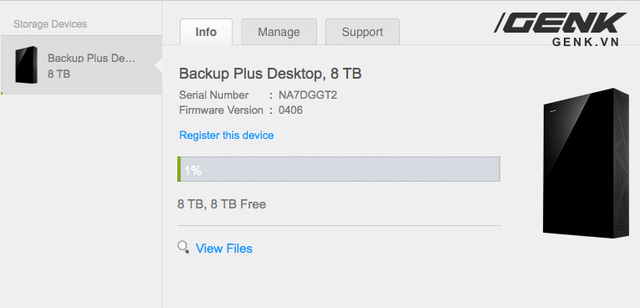 Storage Devices
Backup Plus De...
8 TB
Info
Manage
Support
/GENK
GENK.VN
Backup Plus Desktop, 8 TB
Serial Number : NA7DGGT2
Firmware Version : 0406
Register this device
1%
8 TB, 8 TB Free
View Files